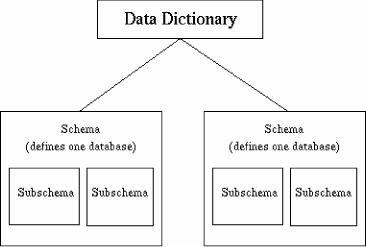 Data Dictionary
Schema
(defines one database)
Subschema
Subschema
Schema
(defines one database)
Subschema
Subschema